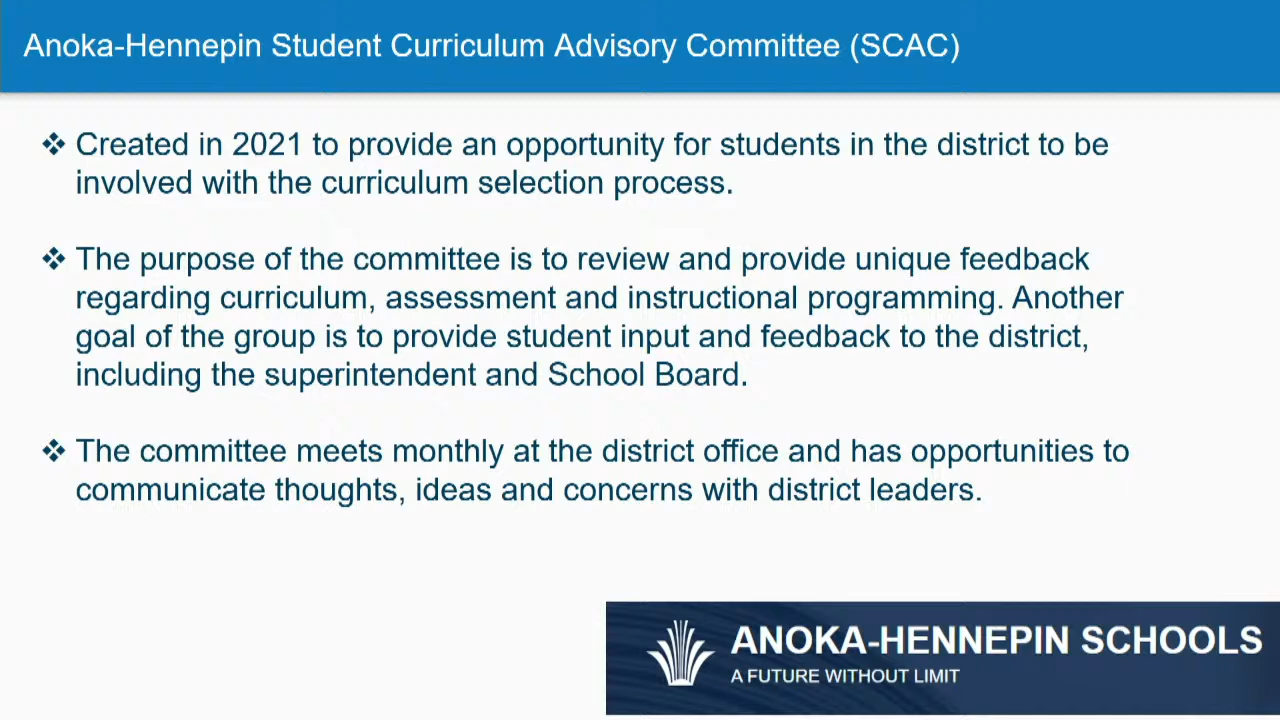 Anoka-Hennepin Student Curriculum Advisory Committee (SCAC)
❖ Created in 2021 to provide an opportunity for students in the district to be
involved with the curriculum selection process.
❖ The purpose of the committee is to review and provide unique feedback
regarding curriculum, assessment and instructional programming. Another
goal of the group is to provide student input and feedback to the district,
including the superintendent and School Board.
❖ The committee meets monthly at the district office and has opportunities to
communicate thoughts, ideas and concerns with district leaders.
ANOKA-HENNEPIN SCHOOLS
A FUTURE WITHOUT LIMIT